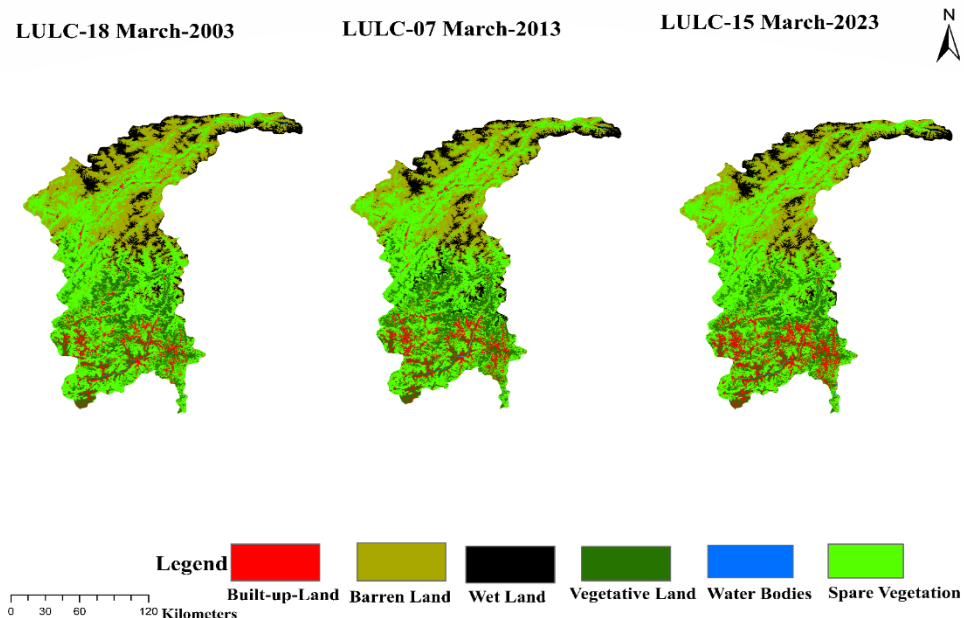 LULC-18 March-2003
LULC-07 March-2013
LULC-15 March-2023
N
Legend
Built-up-Land
Barren Land
Wet Land
Vegetative Land
Water Bodies
Spare Vegetation
0 30 60 120
Kilometers